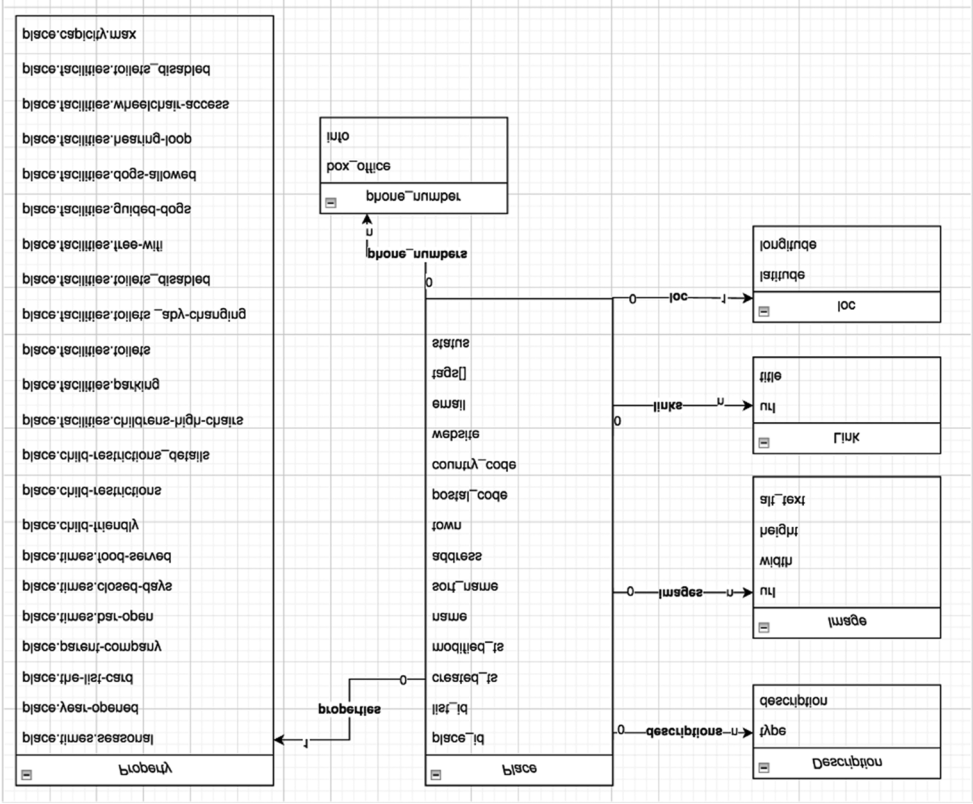 Property
place.times.seasonal
place.year-opened
place.the-list-card
place.parent-company
place.times.bar-open
place.times.closed-days
place.times.food-served
place.child-friendly
place.child-restrictions
place.child-restrictions_details
place.facilities.childrens-high-chairs
place.facilities.parking
place.facilities.toilets
place.facilities.toilets _aby-changing
place.facilities.toilets_disabled
place.facilities.free-wifi
place.facilities.guided-dogs
place.facilities.dogs-allowed
place.facilities.hearing-loop
place.facilities.wheelchair-access
place.facilities.toilets_disabled
place.capicity.max
1
properties
0
Place
place_id
list_id
created_ts
modified_ts
name
sort_name
address
town
postal_code
country_code
website
email
tags[]
status
0
phone_numbers
n
phone_number
box_office
info
0 descriptions n
Description
type
description
0 Images n
Image
url
width
height
alt_text
0
links n
Link
url
title
0 loc 1
loc
latitude
longitude